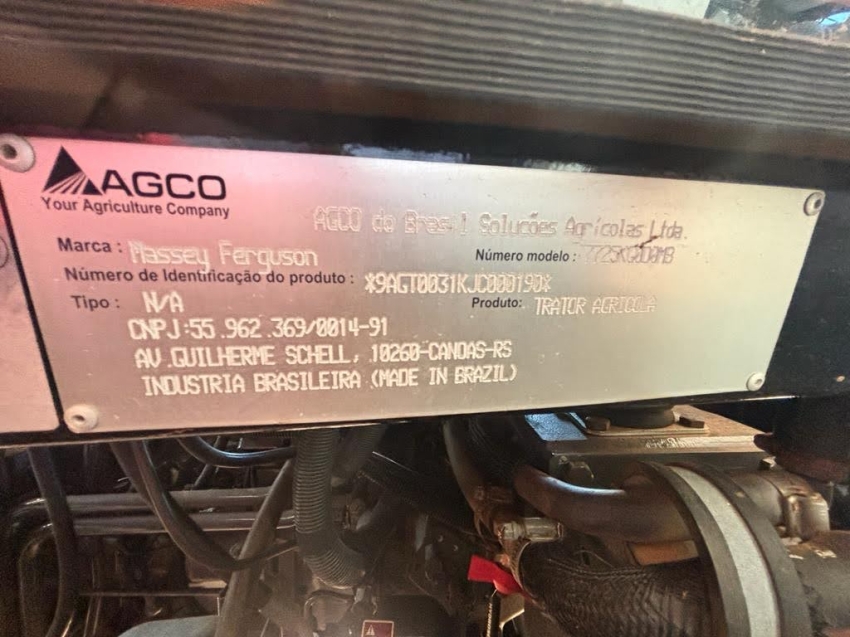 AGCO
Your Agriculture Company
AGCO do Brasil Soluções Agrícolas Ltda.
Marca : Massey Ferguson
Número modelo :
Número de Identificação do produto : *9AGT0031KJC000190*
Tipo : N/A
Produto: TRATOR AGRICOLA
CNPJ:55.962.369/0014-91
AV.GUILHERME SCHELL, 10260-CANOAS-RS
INDUSTRIA BRASILEIRA (MADE IN BRAZIL)